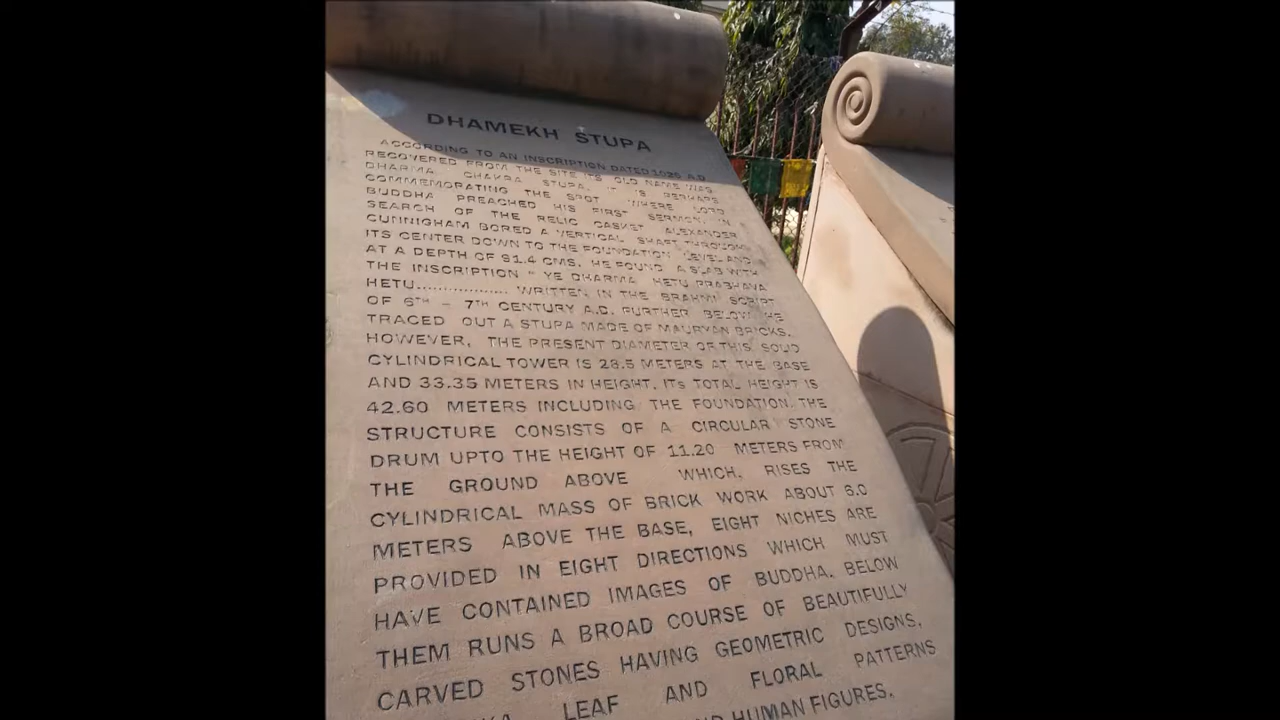 DHAMEKH STUPA
ACCORDING TO AN INSCRIPTION DATED 1026 A.D.
RECOVERED FROM THE SITE ITS OLD NAME WAS
DHARMA CHAKRA STUPA. IT IS PERHAPS
COMMEMORATING THE SPOT WHERE LORD
BUDDHA PREACHED HIS FIRST SERMON. IN
SEARCH OF THE RELIC CASKET ALEXANDER
CUNNIGHAM BORED A VERTICAL SHAFT THROUGH
ITS CENTER DOWN TO THE FOUNDATION LEVEL AND
AT A DEPTH OF 91.4 CMS. HE FOUND A SLAB WITH
THE INSCRIPTION " YE DHARMA HETU PRABHAVA
HETU.................. WRITTEN IN THE BRAHMI SCRIPT
OF 6TH – 7TH CENTURY A.D. FURTHER BELOW HE
TRACED OUT A STUPA MADE OF MAURYAN BRICKS.
HOWEVER, THE PRESENT DIAMETER OF THIS SOLID
CYLINDRICAL TOWER IS 28.5 METERS AT THE BASE
AND 33.35 METERS IN HEIGHT. ITS TOTAL HEIGHT IS
42.60 METERS INCLUDING THE FOUNDATION. THE
STRUCTURE CONSISTS OF A CIRCULAR STONE
DRUM UPTO THE HEIGHT OF 11.20 METERS FROM
THE GROUND ABOVE WHICH, RISES THE
CYLINDRICAL MASS OF BRICK WORK ABOUT 6.0
METERS ABOVE THE BASE, EIGHT NICHES ARE
PROVIDED IN EIGHT DIRECTIONS WHICH MUST
HAVE CONTAINED IMAGES OF BUDDHA. BELOW
THEM RUNS A BROAD COURSE OF BEAUTIFULLY
CARVED STONES HAVING GEOMETRIC DESIGNS,
LEAF AND FLORAL PATTERNS
HUMAN FIGURES.